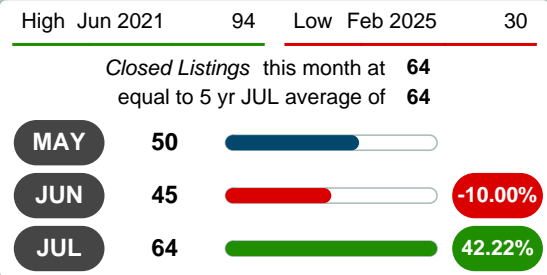 High Jun 2021 94 Low Feb 2025 30
Closed Listings this month at 64
equal to 5 yr JUL average of 64
MAY 50
JUN 45 -10.00%
JUL 64 42.22%